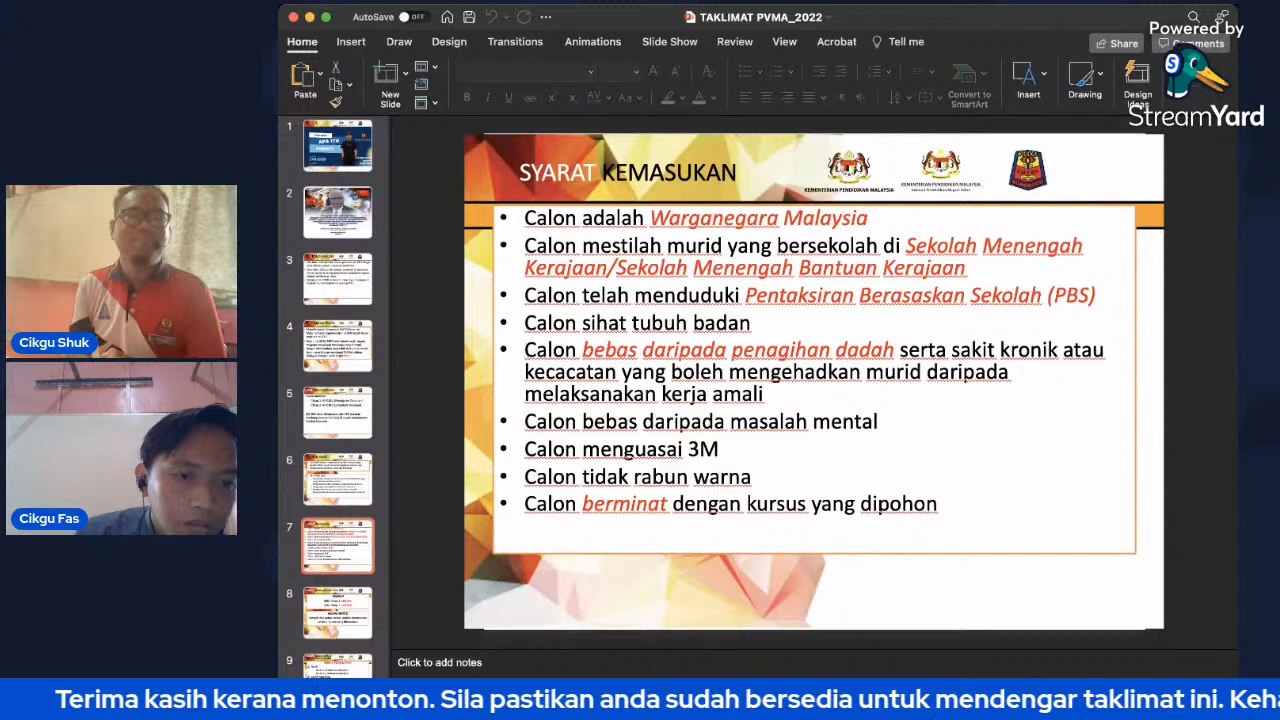 AutoSave OFF
TAKLIMAT PVMA_2022
Powered by
StreamYard
Home Insert Draw Design Transitions Animations Slide Show Review View Acrobat Tell me
Share Comments
Paste
New
Slide
Convert to
SmartArt
Insert
Drawing
Design
Ideas
1
2
3
4
5
6
7
8
9
SYARAT KEMASUKAN
KEMENTERIAN PENDIDIKAN MALAYSIA
KEMENTERIAN PENDIDIKAN MALAYSIA
• Calon adalah Warganegara Malaysia
• Calon mestilah murid yang bersekolah di Sekolah Menengah
Kerajaan/Sekolah Menengah Bantuan Kerajaan
• Calon telah menduduki Pentaksiran Berasaskan Sekolah (PBS)
• Calon sihat tubuh badan
• Calon bebas daripada dadah serta sakit kronik atau
kecacatan yang boleh mengehadkan murid daripada
melaksanakan kerja amali
• Calon bebas daripada masalah mental
• Calon menguasai 3M
• Calon tidak rabun warna
• Calon berminat dengan kursus yang dipohon
Cikgu Shuk
Cikgu Fas
Click to add notes
Terima kasih kerana menonton. Sila pastikan anda sudah bersedia untuk mendengar taklimat ini. Keh